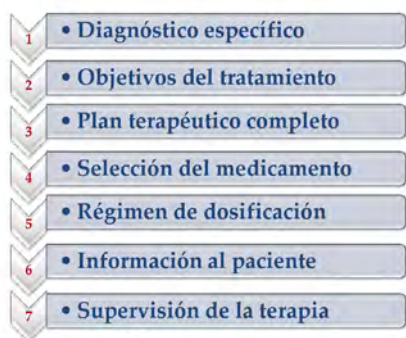 1 • Diagnóstico específico
2 • Objetivos del tratamiento
3 • Plan terapéutico completo
4 • Selección del medicamento
5 • Régimen de dosificación
6 • Información al paciente
7 • Supervisión de la terapia